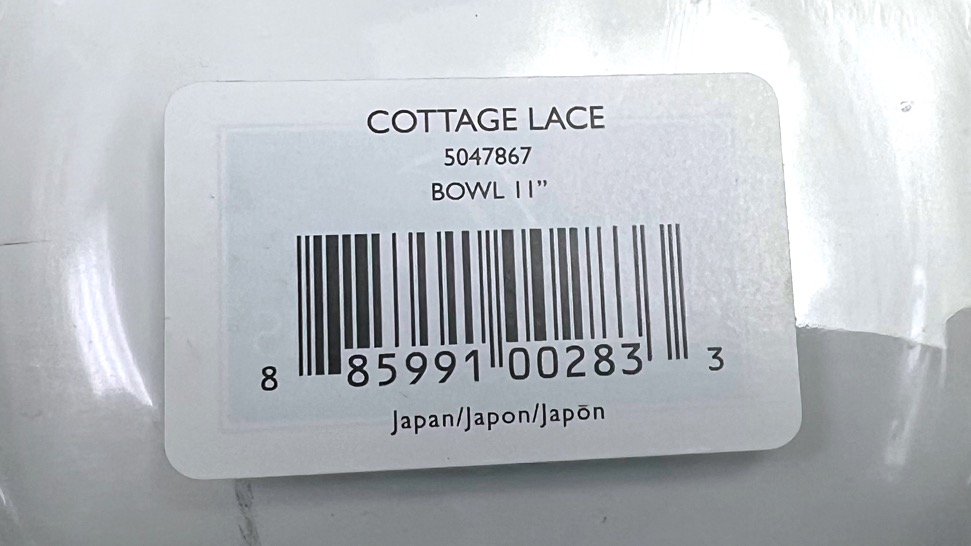 COTTAGE LACE
5047867
BOWL 11”
8 85991 00283 3
Japan/Japon/Japōn